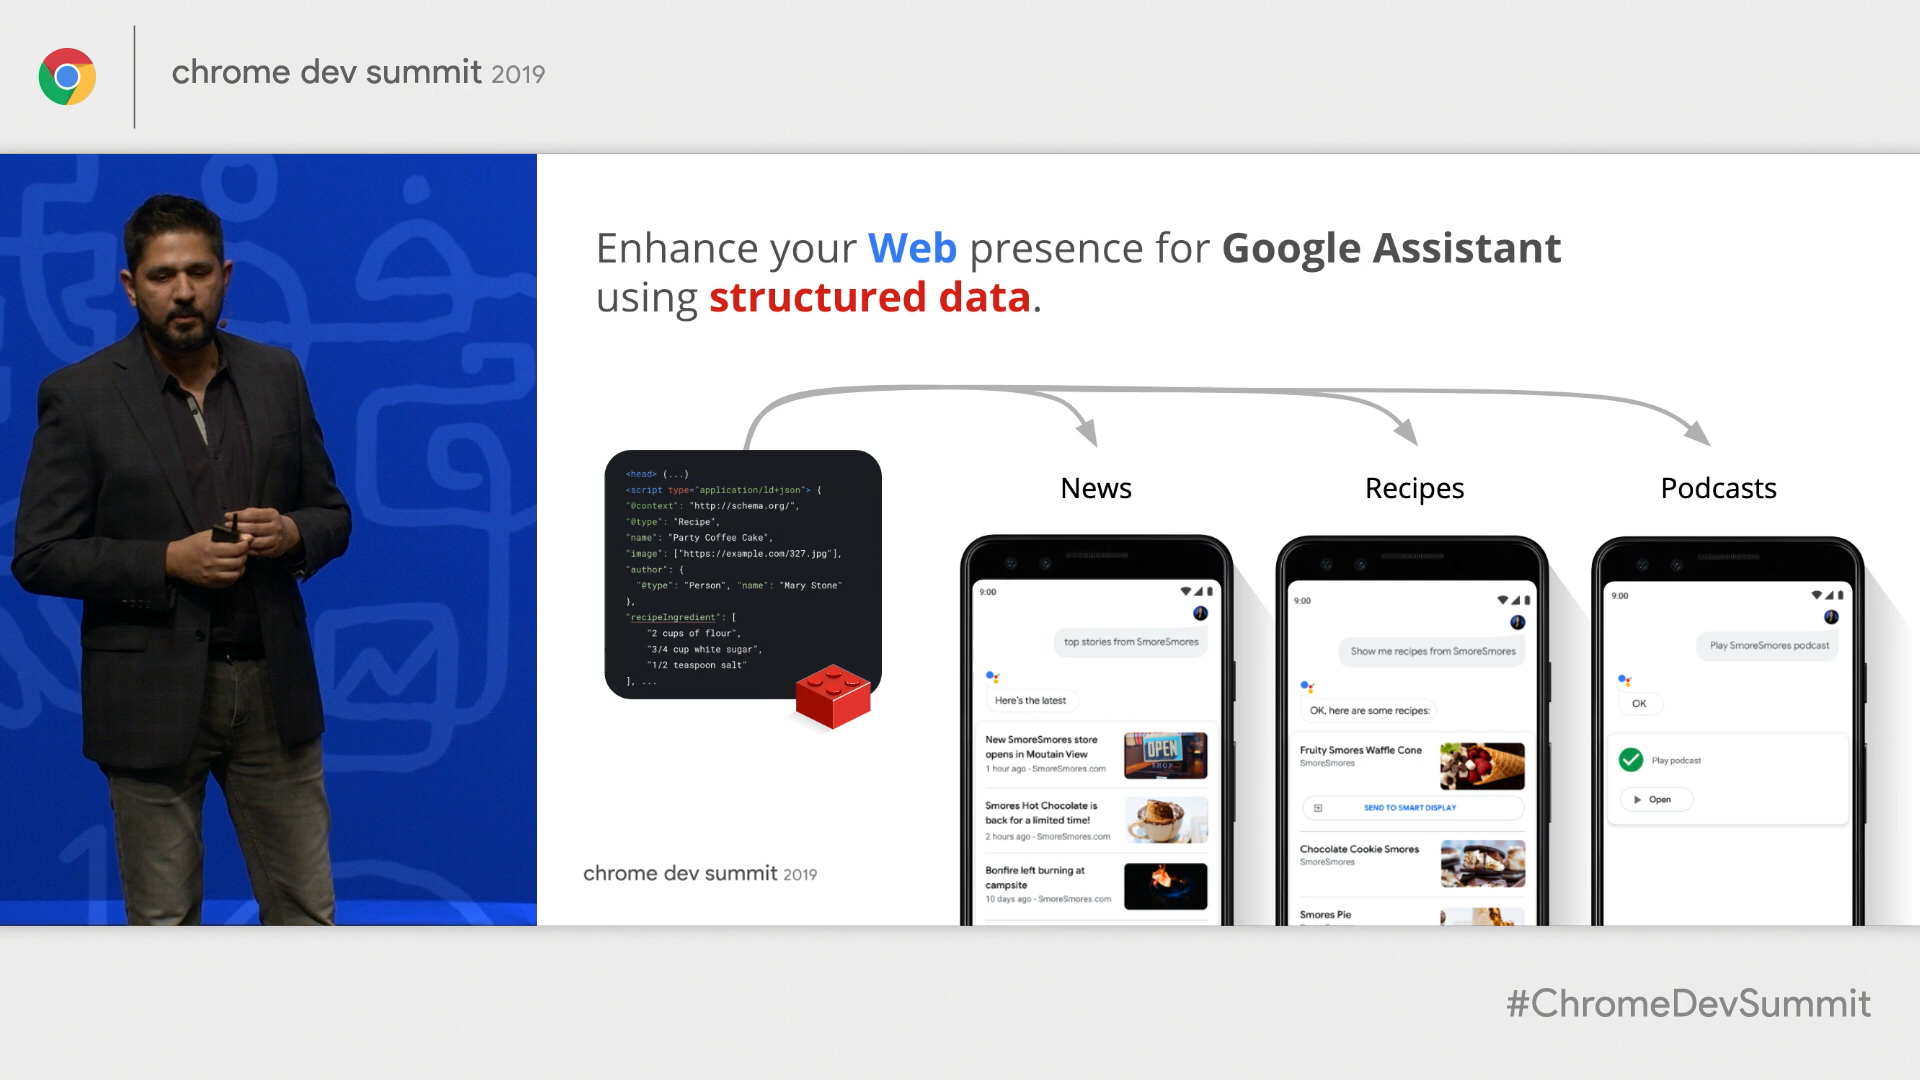 chrome dev summit 2019
Enhance your Web presence for Google Assistant
using structured data.
<head> (...)
<script type="application/ld+json"> {
"@context": "http://schema.org/",
"@type": "Recipe",
"name": "Party Coffee Cake",
"image": ["https://example.com/327.jpg"],
"author": {
"@type": "Person", "name": "Mary Stone"
},
"recipeIngredient": [
"2 cups of flour",
"3/4 cup white sugar",
"1/2 teaspoon salt"
], ...
chrome dev summit 2019
News
9:00
top stories from SmoreSmores
Here's the latest
New SmoreSmores store
opens in Moutain View
1 hour ago - SmoreSmores.com
OPEN
SHOP
Smores Hot Chocolate is
back for a limited time!
2 hours ago - SmoreSmores.com
Bonfire left burning at
campsite
10 days ago - SmoreSmores.com
Recipes
9:00
Show me recipes from SmoreSmores
OK, here are some recipes:
Fruity Smores Waffle Cone
SmoreSmores
SEND TO SMART DISPLAY
Chocolate Cookie Smores
SmoreSmores
Smores Pie
Podcasts
9:00
Play SmoreSmores podcast
OK
Play podcast
Open
#ChromeDevSummit